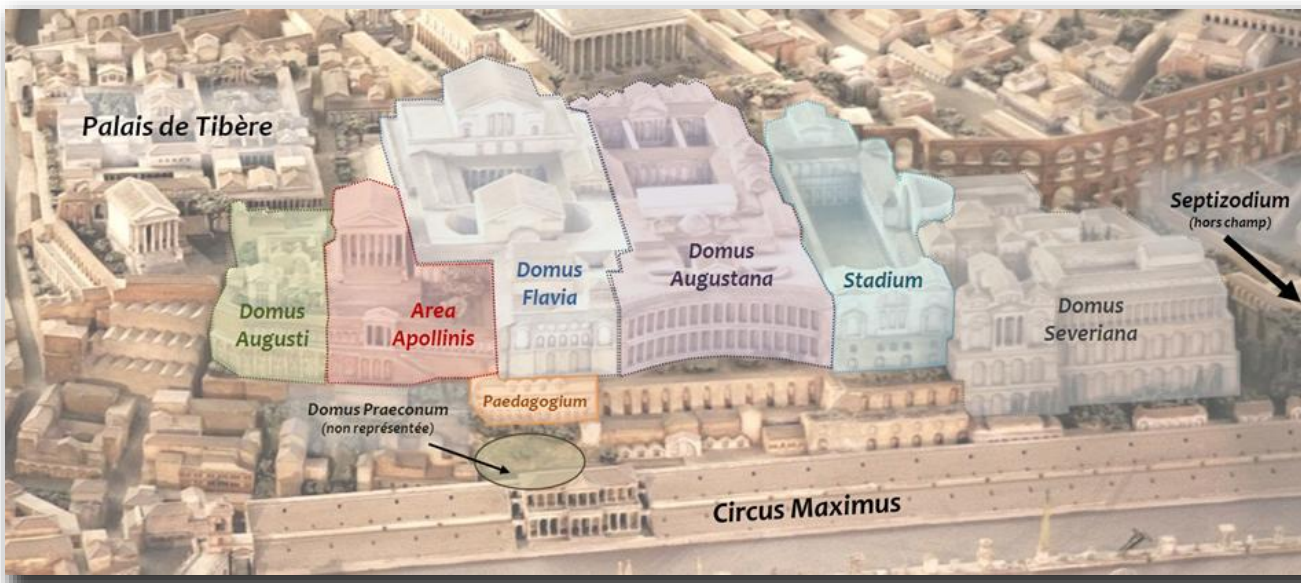 Palais de Tibère
Septizodium
(hors champ)
Domus
Augusti
Area
Apollinis
Domus
Flavia
Domus
Augustana
Stadium
Domus
Severiana
Paedagogium
Domus Praeconum
(non représentée)
Circus Maximus